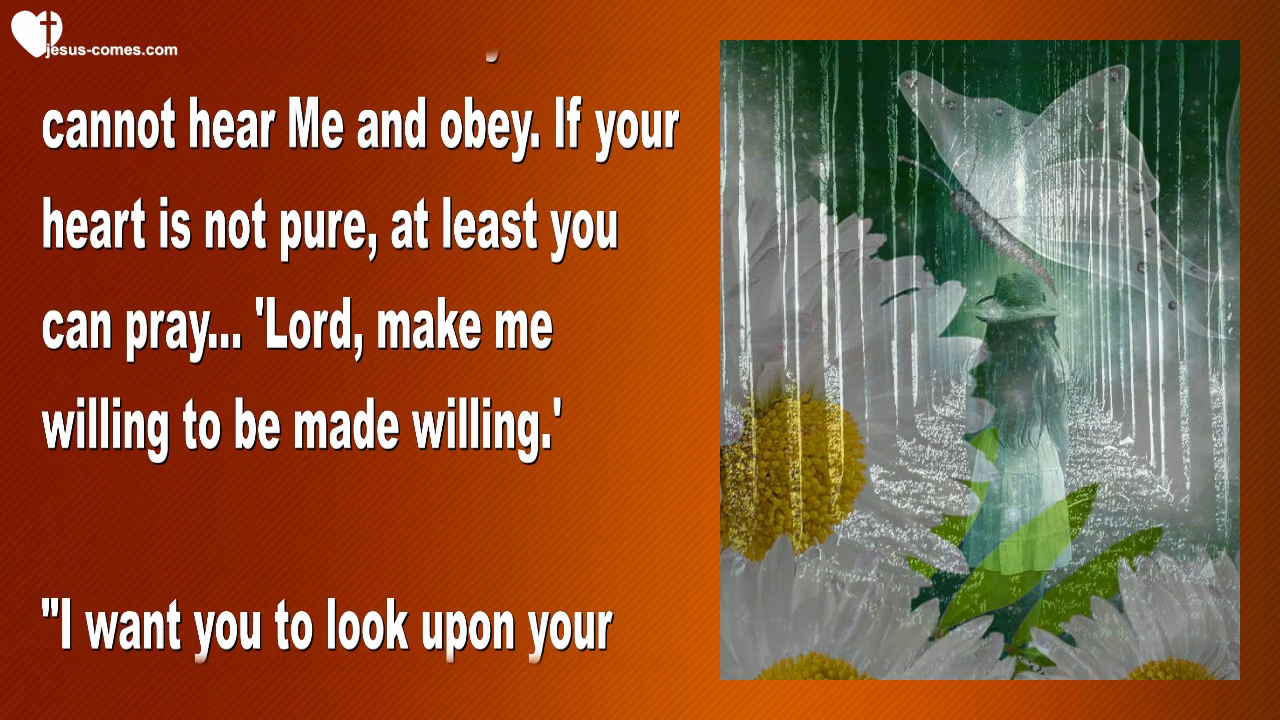 jesus-comes.com
cannot hear Me and obey. If your
heart is not pure, at least you
can pray... 'Lord, make me
willing to be made willing.'
"I want you to look upon your